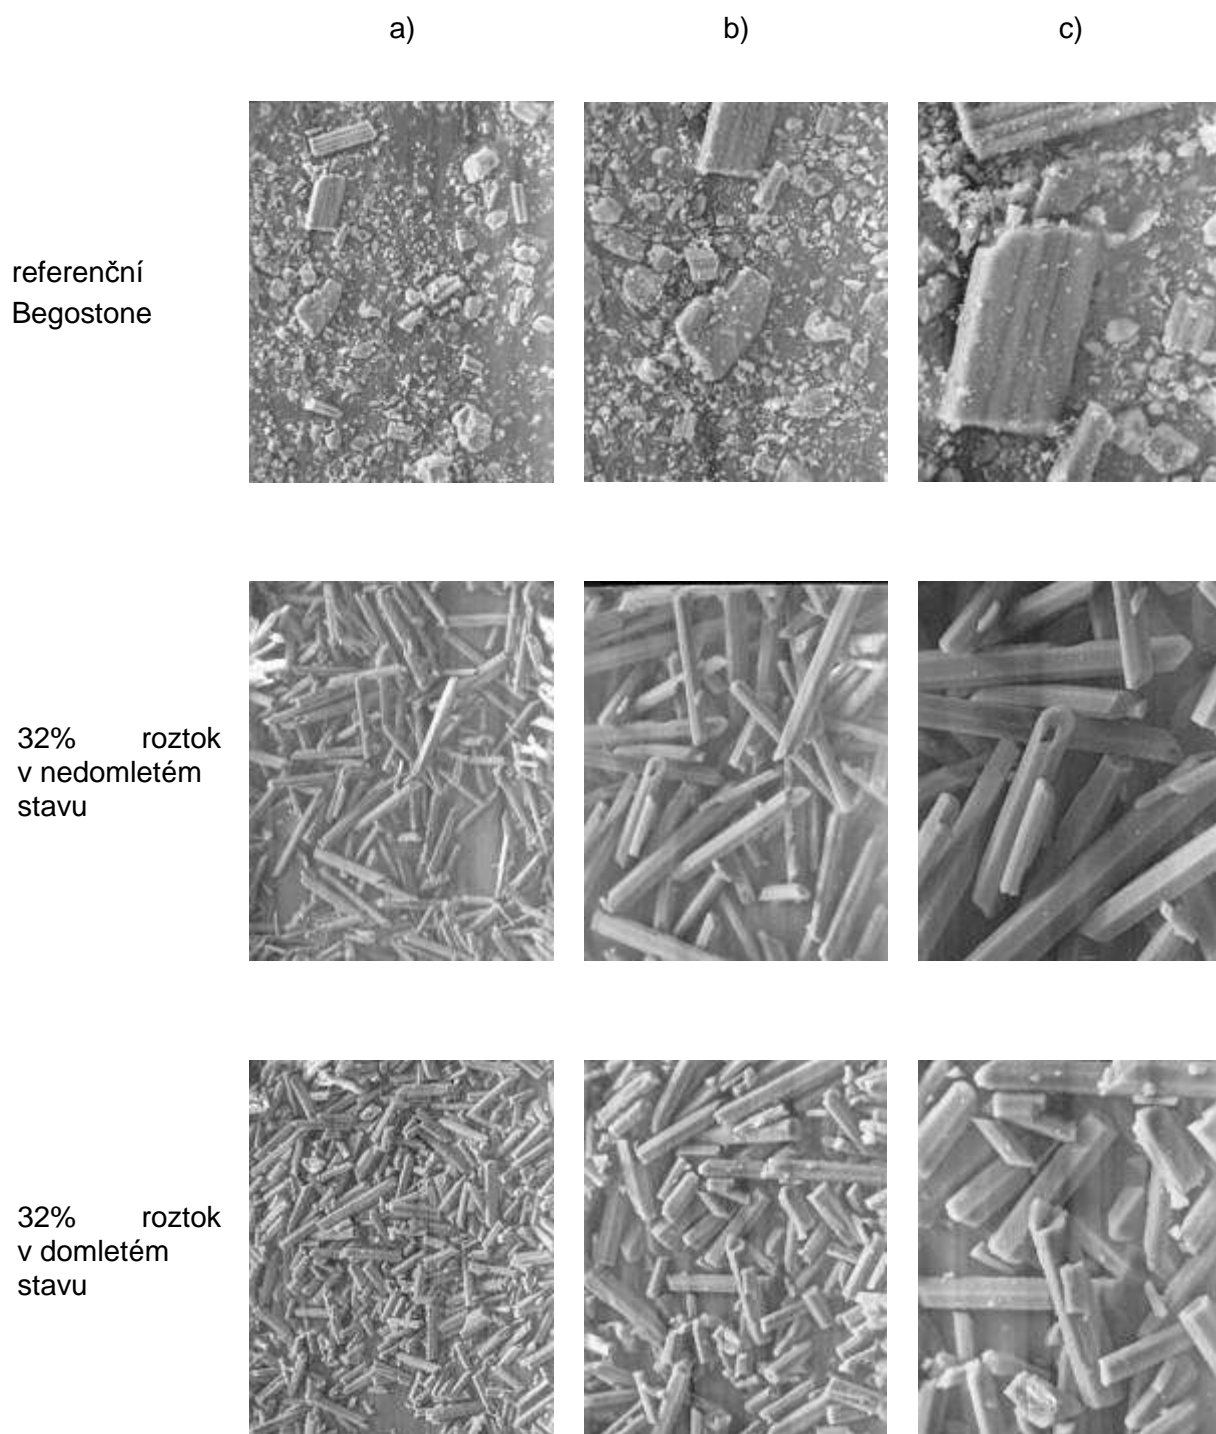 a) b) c)
referenční
Begostone
32% roztok
v nedomletém
stavu
32% roztok
v domletém
stavu